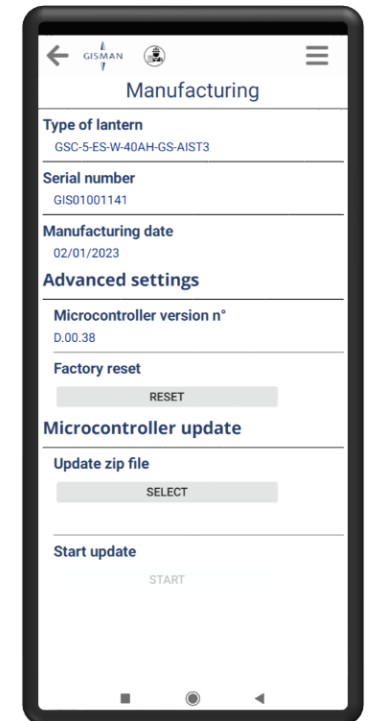 GISMAN
Manufacturing
Type of lantern
GSC-5-ES-W-40AH-GS-AIST3
Serial number
GIS01001141
Manufacturing date
02/01/2023
Advanced settings
Microcontroller version n°
D.00.38
Factory reset
RESET
Microcontroller update
Update zip file
SELECT
Start update
START